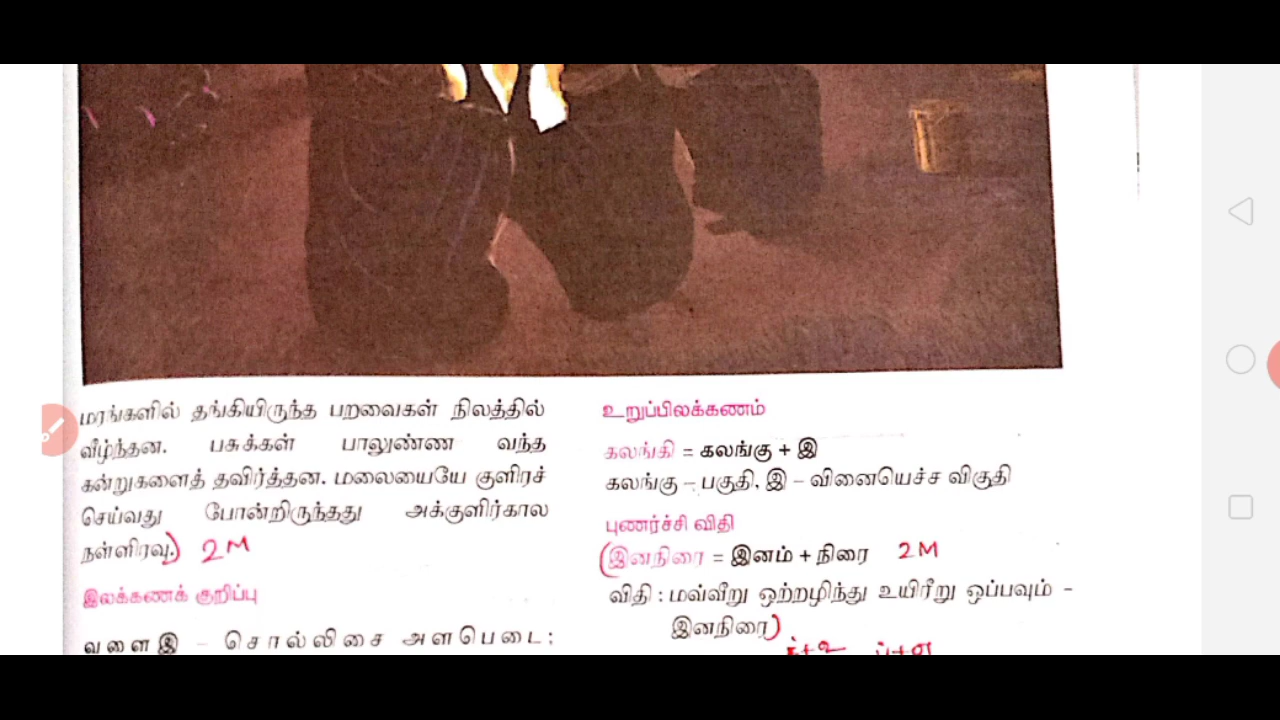 மரங்களில் தங்கியிருந்த பறவைகள் நிலத்தில்
வீழ்ந்தன. பசுக்கள் பாலுண்ண வந்த
கன்றுகளைத் தவிர்த்தன. மலையையே குளிரச்
செய்வது போன்றிருந்தது அக்குளிர்கால
நள்ளிரவு.) 2M
இலக்கணக் குறிப்பு
வளைஇ – சொல்லிசை அளபெடை:
உறுப்பிலக்கணம்
கலங்கி = கலங்கு + இ
கலங்கு – பகுதி, இ – வினையெச்ச விகுதி
புணர்ச்சி விதி
(இனநிரை = இனம் + நிரை 2M
விதி : மவ்வீறு ஒற்றழிந்து உயிரீறு ஒப்பவும் –
இனநிரை)